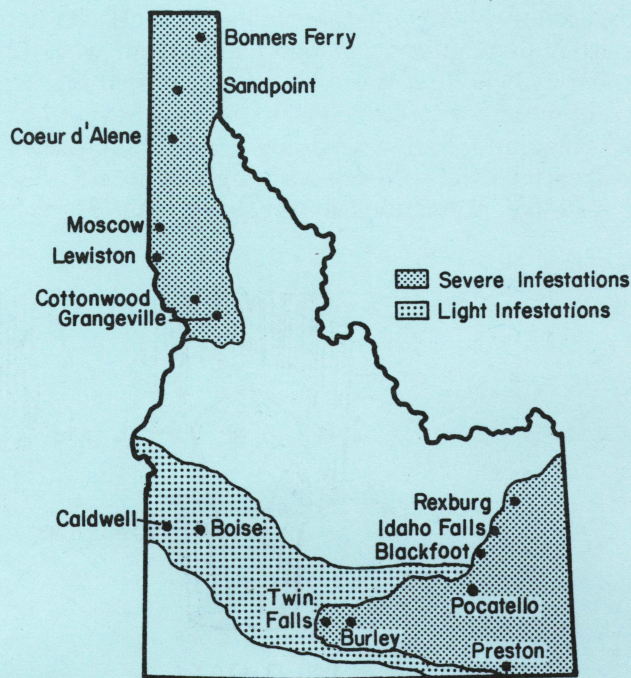 Bonners Ferry
Sandpoint
Coeur d'Alene
Moscow
Lewiston
Cottonwood
Grangeville
Severe Infestations
Light Infestations
Caldwell
Boise
Rexburg
Idaho Falls
Blackfoot
Pocatello
Twin
Falls
Burley
Preston